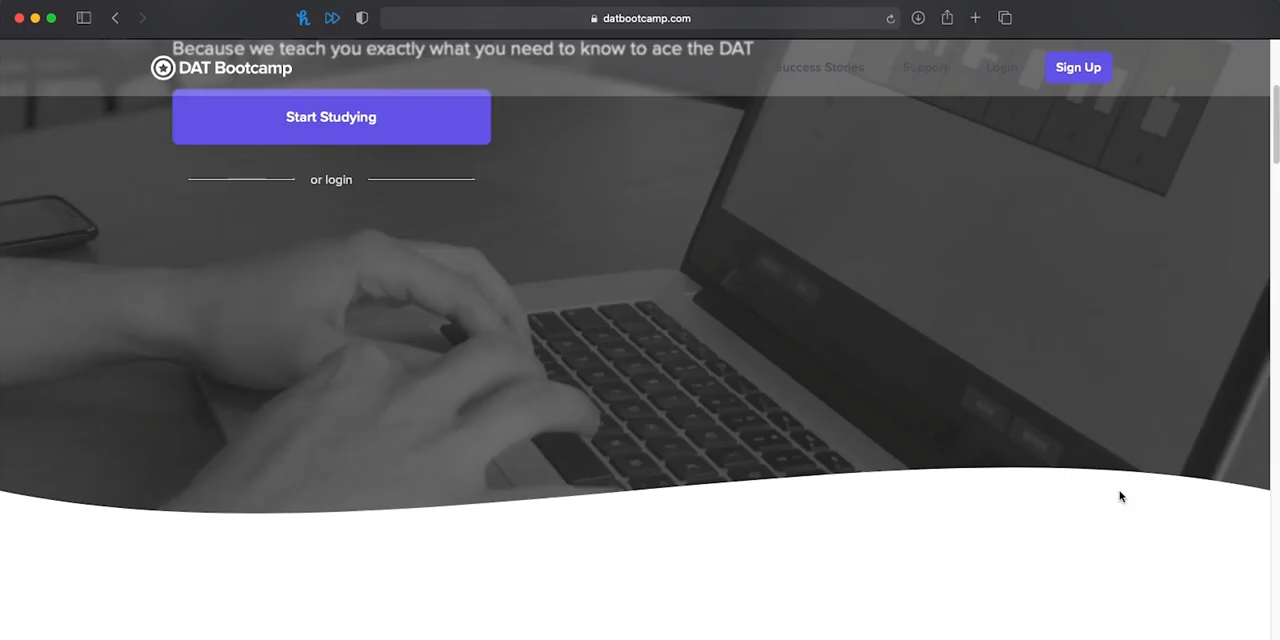 datbootcamp.com
Because we teach you exactly what you need to know to ace the DAT
DAT Bootcamp
Success Stories
Support
Login
Sign Up
Start Studying
or login